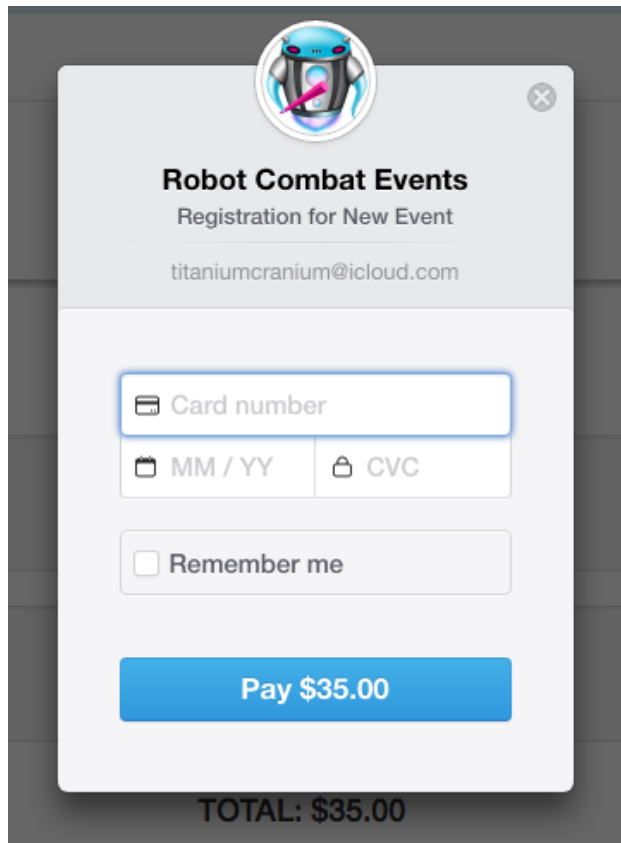 Robot Combat Events
Registration for New Event
titaniumcranium@icloud.com
Card number
MM / YY CVC
Remember me
Pay $35.00
TOTAL: $35.00